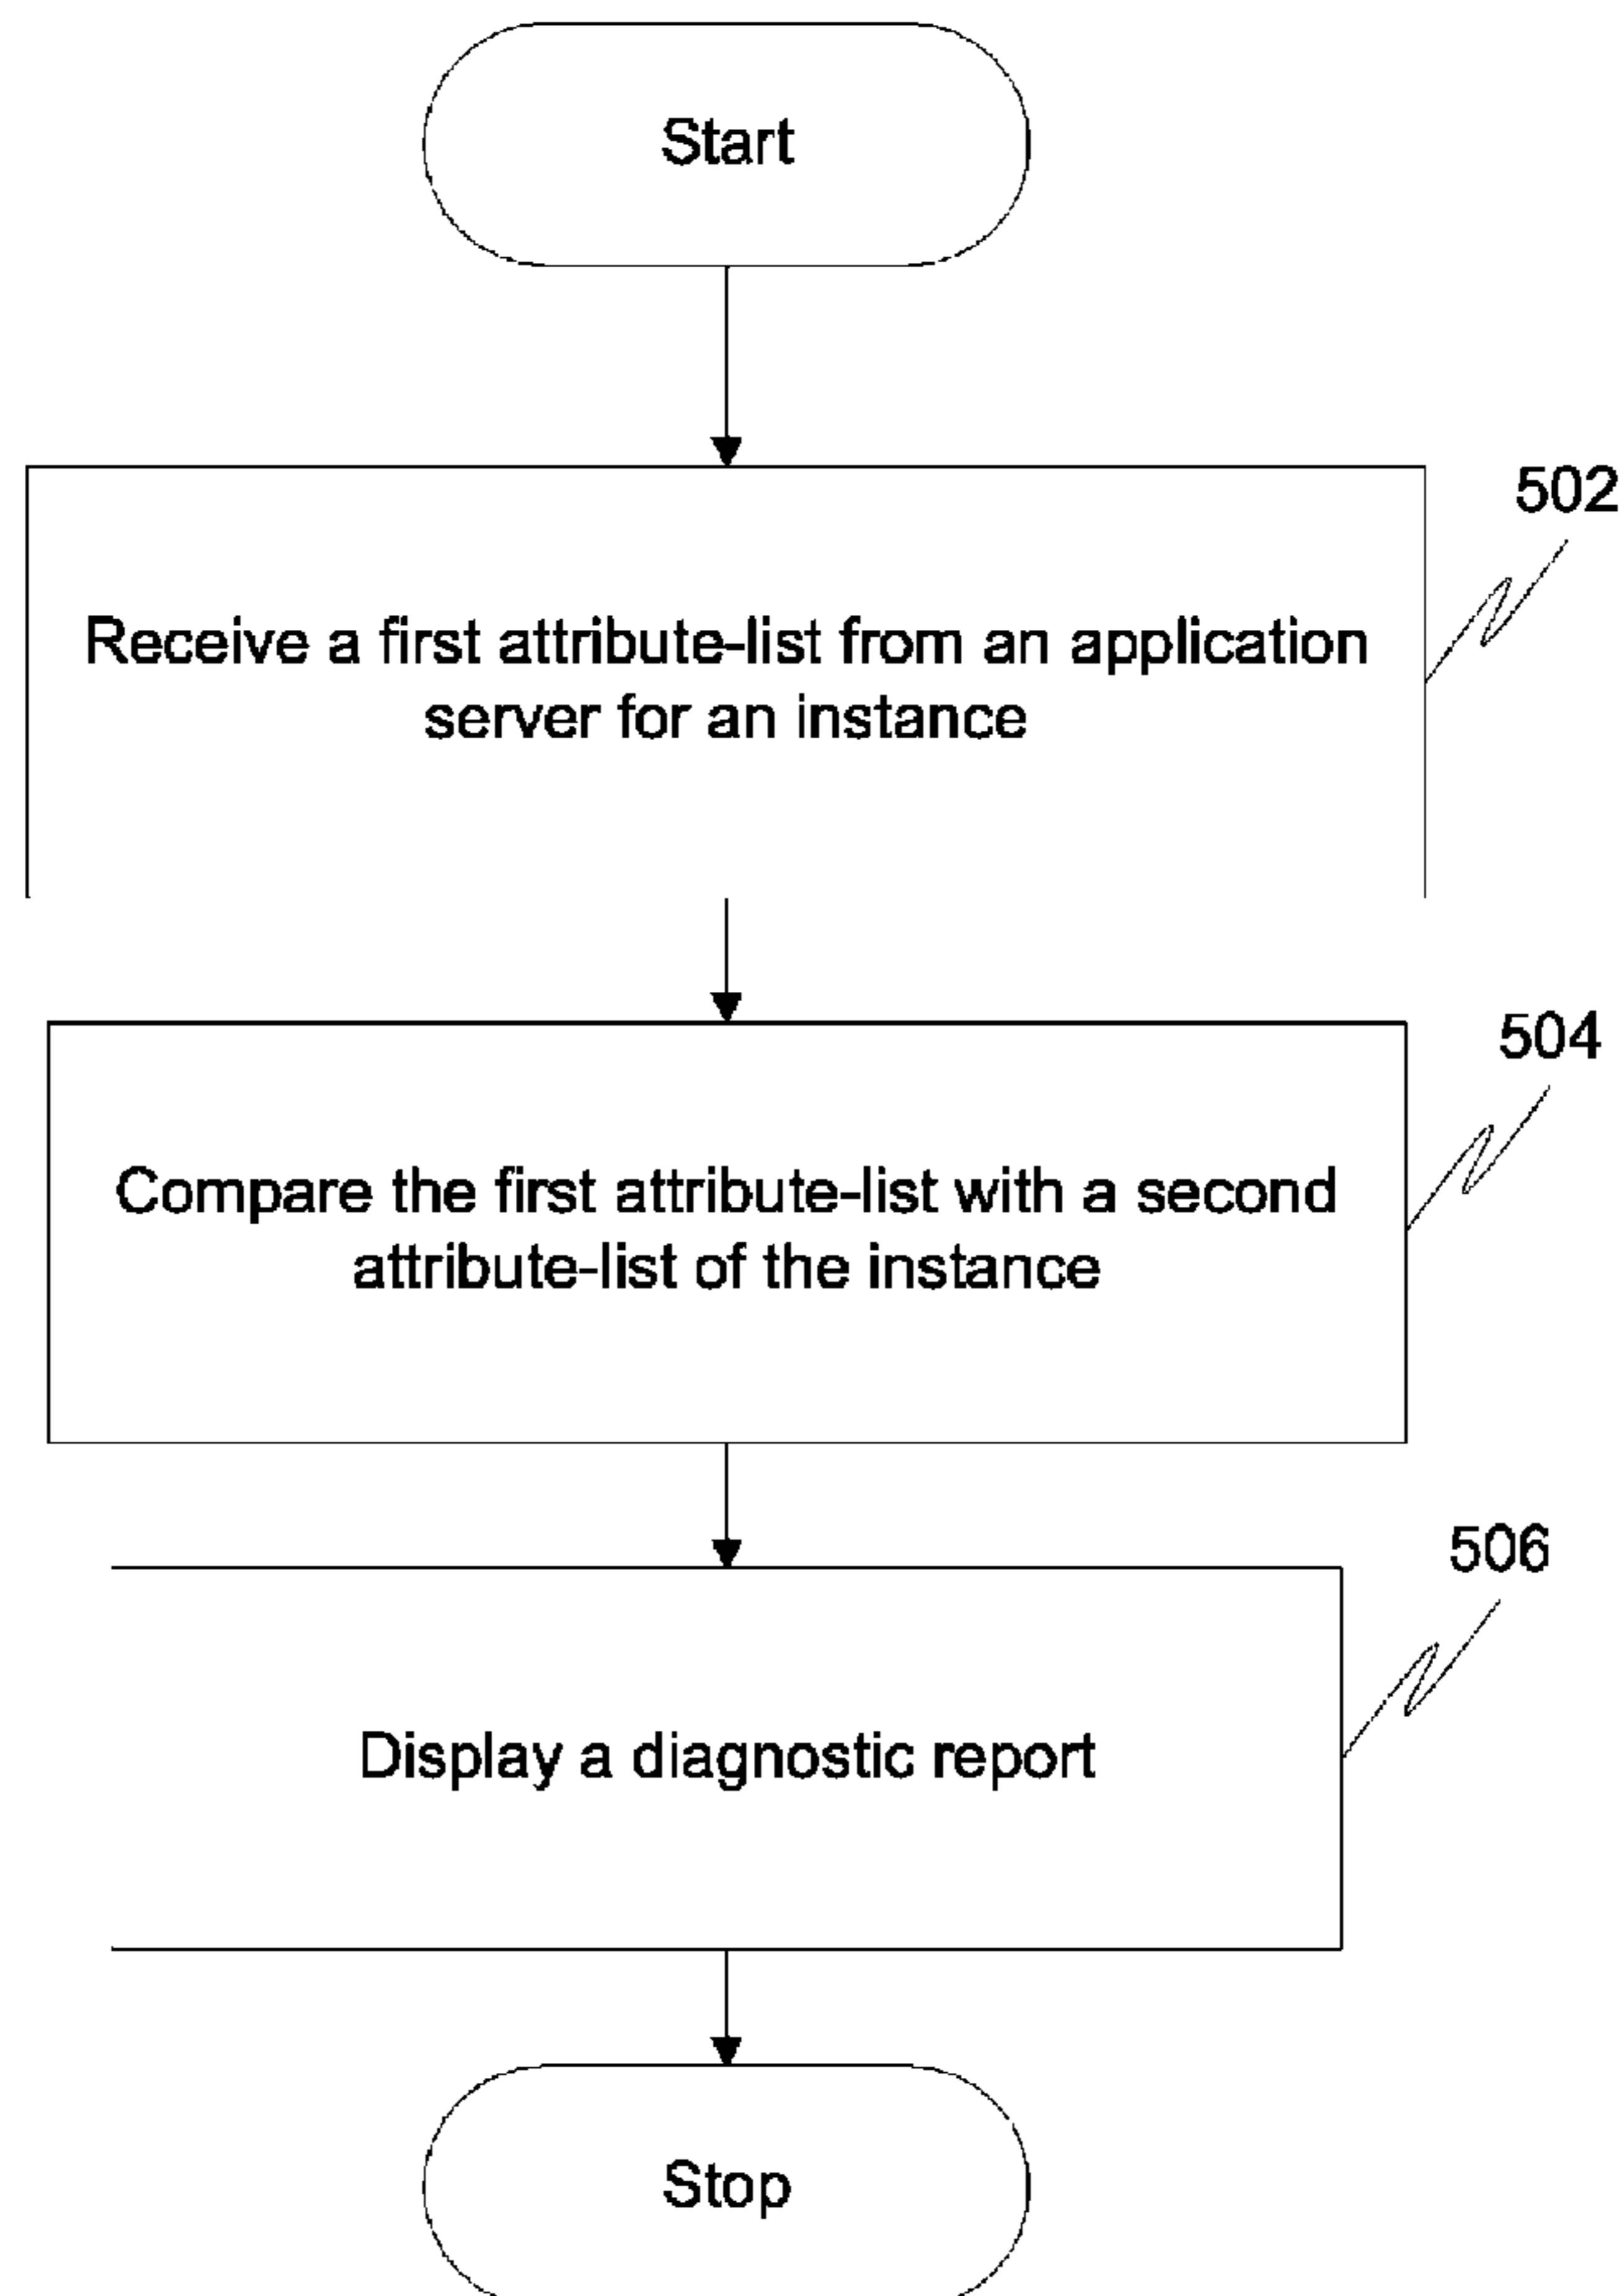 Start
502
Receive a first attribute-list from an application
server for an instance
504
Compare the first attribute-list with a second
attribute-list of the instance
506
Display a diagnostic report
Stop